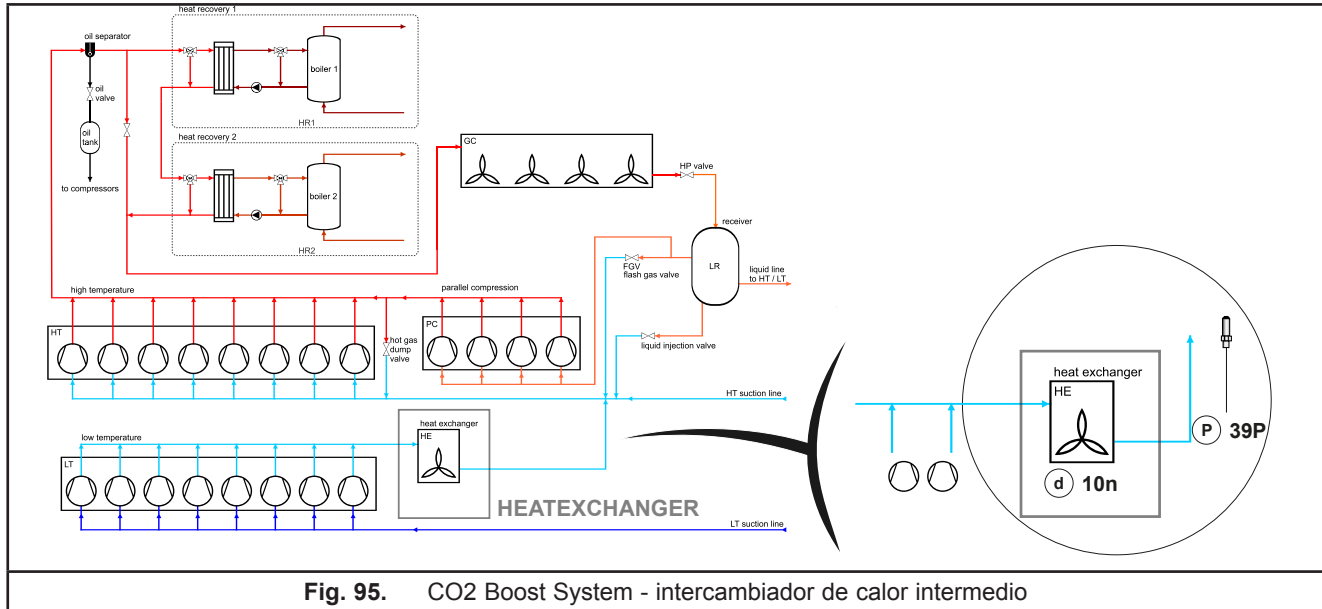 heat recovery 1
oil separator
boiler 1
oil
valve
HR1
oil
tank
heat recovery 2
to compressors
boiler 2
HR2
GC
HP valve
receiver
LR
FGV
flash gas valve
liquid line
to HT / LT
high temperature
parallel compression
HT
PC
hot gas
dump
valve
liquid injection valve
HT suction line
low temperature
heat exchanger
HE
LT
HEATEXCHANGER
LT suction line
heat exchanger
HE
P 39P
d 10n
Fig. 95. CO2 Boost System - intercambiador de calor intermedio